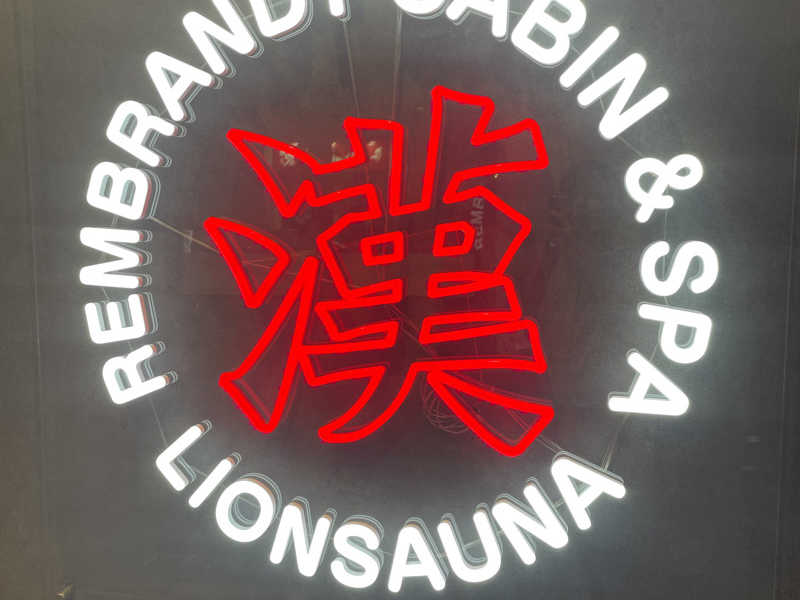 REMBRANDT CABIN & SPA
漢
LIONSAUNA